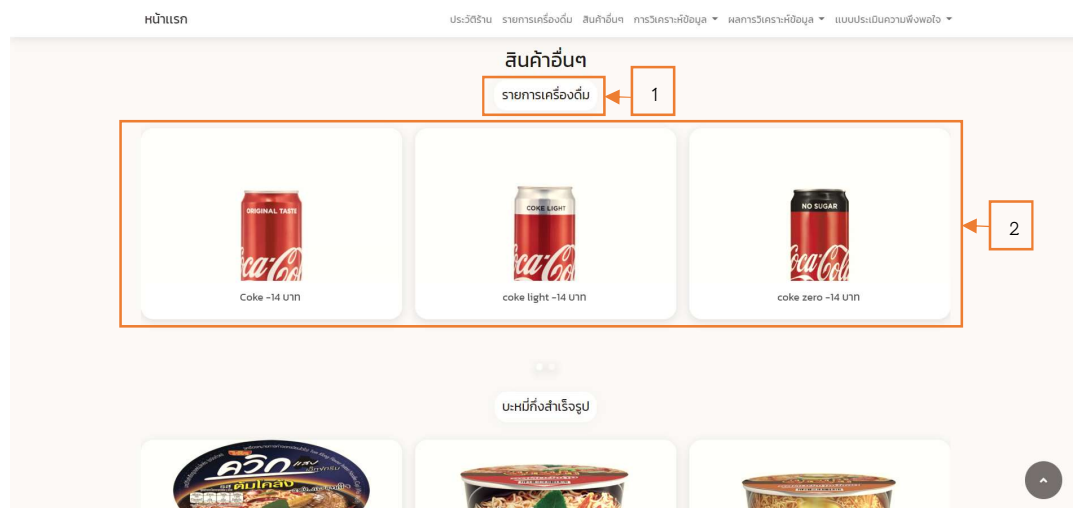 หน้าแรก
ประวัติร้าน รายการเครื่องดื่ม สินค้าอื่นๆ การวิเคราะห์ข้อมูล ผลการวิเคราะห์ข้อมูล แบบประเมินความพึงพอใจ
สินค้าอื่นๆ
รายการเครื่องดื่ม
1
ORIGINAL TASTE
COKE LIGHT
NO SUGAR
2
Coca-Cola
Coke -14 บาท
coke light -14 บาท
coke zero -14 บาท
บะหมี่กึ่งสำเร็จรูป
ควิก
แสบ
รสต้มโคล้ง